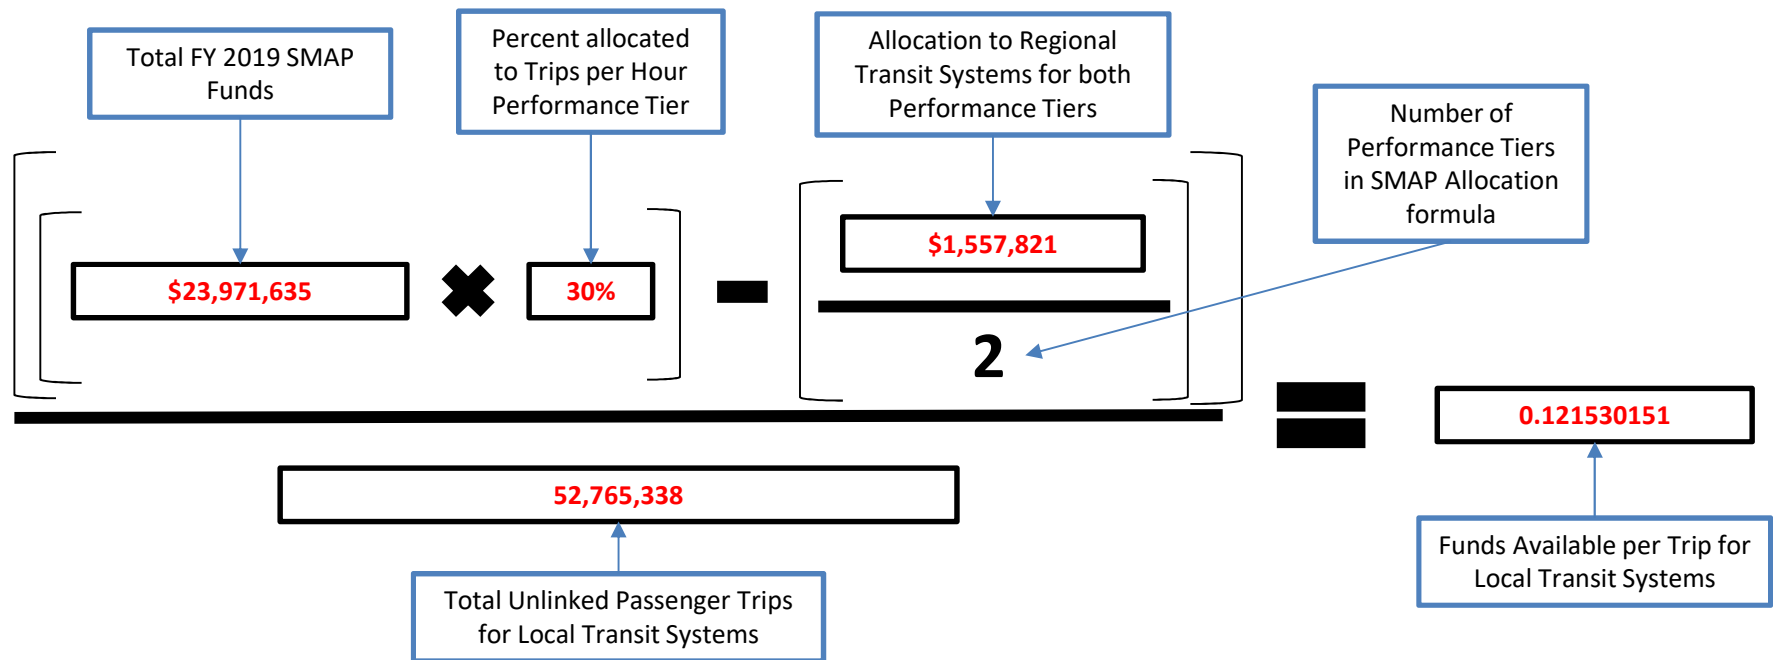 Total FY 2019 SMAP
Funds
Percent allocated
to Trips per Hour
Performance Tier
Allocation to Regional
Transit Systems for both
Performance Tiers
Number of
Performance Tiers
in SMAP Allocation
formula
$23,971,635
30%
$1,557,821
2
0.121530151
52,765,338
Total Unlinked Passenger Trips
for Local Transit Systems
Funds Available per Trip for
Local Transit Systems